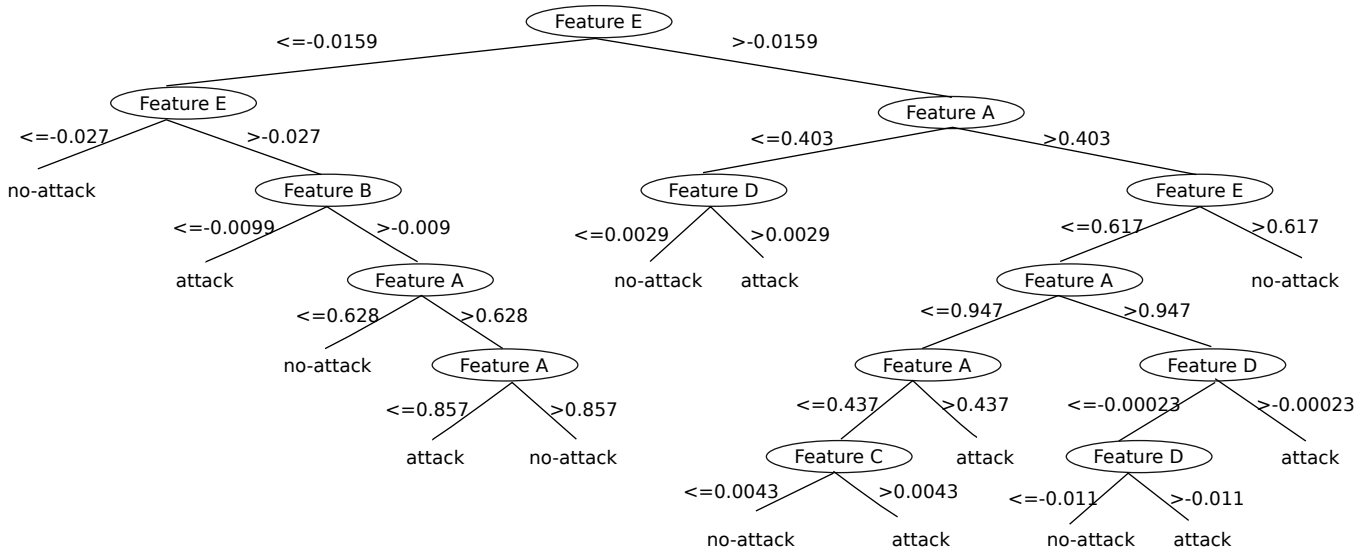 Feature E
<=-0.0159 >-0.0159
Feature E Feature A
<=-0.027 >-0.027 <=0.403 >0.403
no-attack Feature B Feature D Feature E
<=-0.0099 >-0.009 <=0.0029 >0.0029 <=0.617 >0.617
attack Feature A no-attack attack Feature A no-attack
<=0.628 >0.628 <=0.947 >0.947
no-attack Feature A Feature A Feature D
<=0.857 >0.857 <=0.437 >0.437 <=-0.00023 >-0.00023
attack no-attack Feature C attack Feature D attack
<=0.0043 >0.0043 <=-0.011 >-0.011
no-attack attack no-attack attack